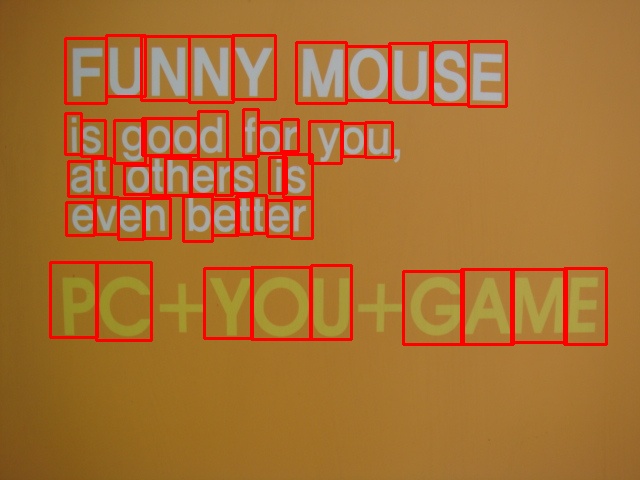 FUNNY MOUSE
is good for you,
at others is
even better
PC+YOU+GAME